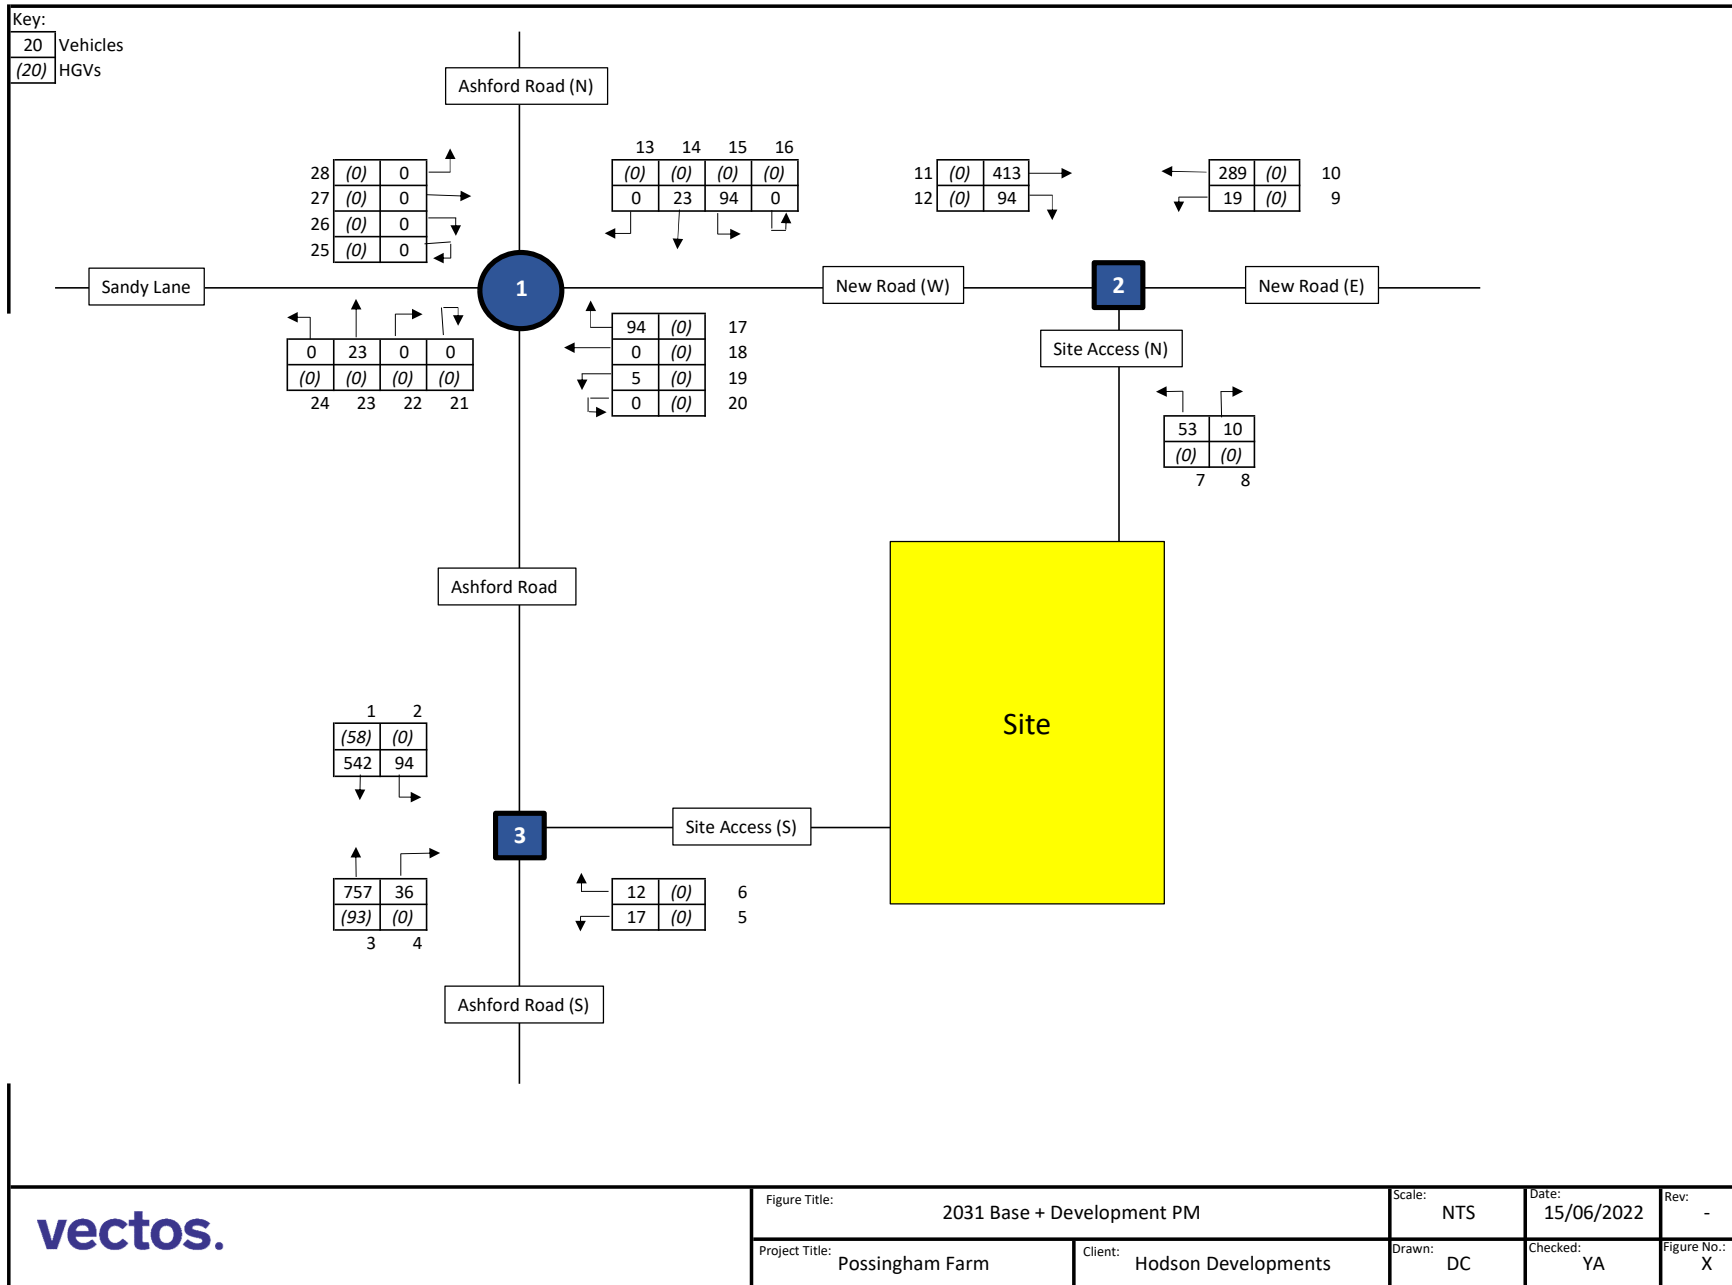 Key:
20 Vehicles
(20) HGVs
Ashford Road (N)
13 14 15 16
(0) (0) (0) (0)
0 23 94 0
28 (0) 0
27 (0) 0
26 (0) 0
25 (0) 0
11 (0) 413
12 (0) 94
289 (0) 10
19 (0) 9
Sandy Lane
1
New Road (W)
2
New Road (E)
0 23 0 0
(0) (0) (0) (0)
24 23 22 21
94 (0) 17
0 (0) 18
5 (0) 19
0 (0) 20
Site Access (N)
53 10
(0) (0)
7 8
Ashford Road
Site
1 2
(58) (0)
542 94
3
Site Access (S)
757 36
(93) (0)
3 4
12 (0) 6
17 (0) 5
Ashford Road (S)
vectos.
Figure Title: 2031 Base + Development PM
Scale: NTS
Date: 15/06/2022
Rev: -
Project Title: Possingham Farm
Client: Hodson Developments
Drawn: DC
Checked: YA
Figure No.: X